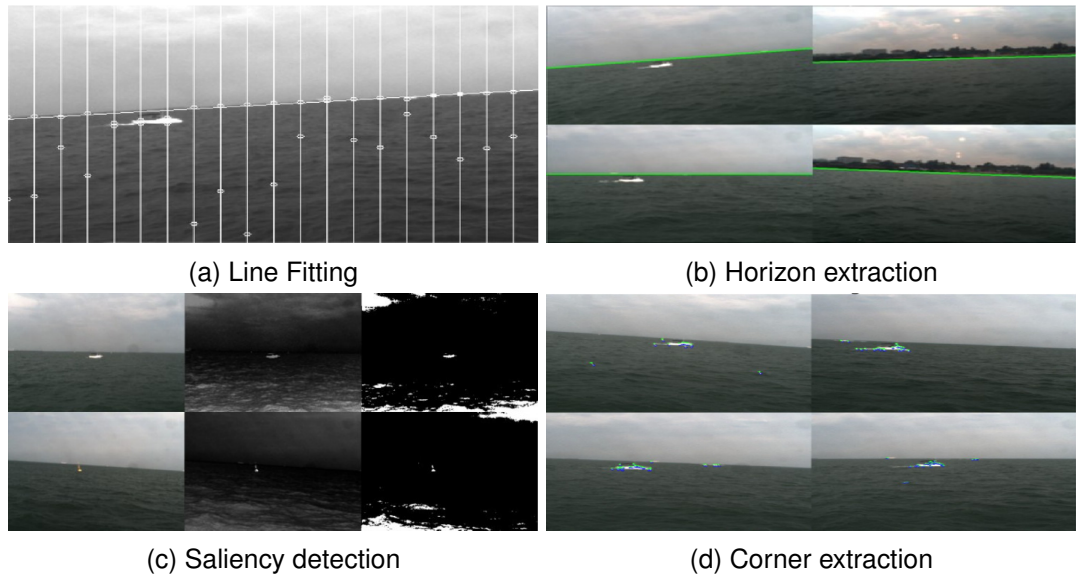 (a) Line Fitting
(b) Horizon extraction
(c) Saliency detection
(d) Corner extraction